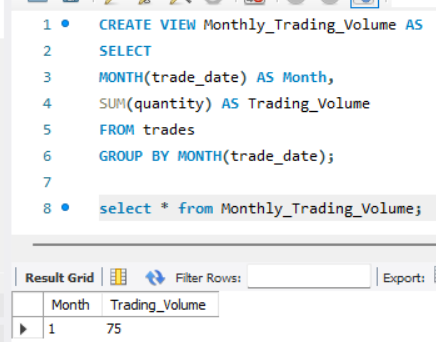 1 CREATE VIEW Monthly_Trading_Volume AS
2 SELECT
3 MONTH(trade_date) AS Month,
4 SUM(quantity) AS Trading_Volume
5 FROM trades
6 GROUP BY MONTH(trade_date);
7
8 select * from Monthly_Trading_Volume;
Result Grid Filter Rows: Export:
Month Trading_Volume
1 75